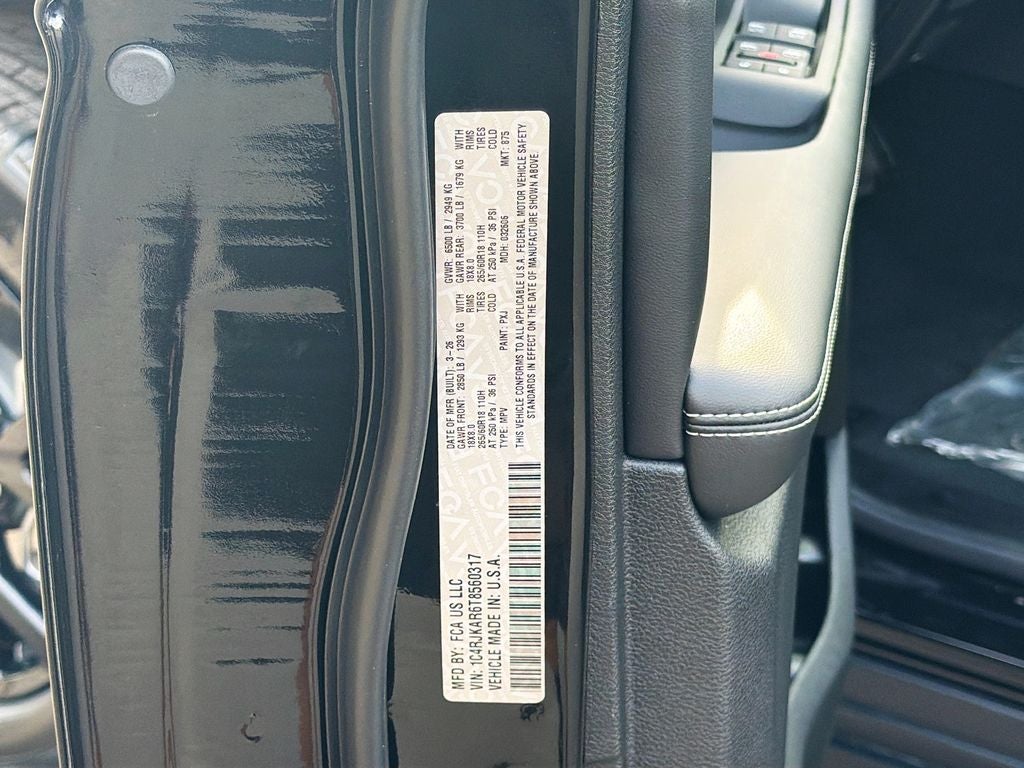 MFD BY: FCA US LLC
VIN: 1C4RJKAR6T8560317
VEHICLE MADE IN: U.S.A.
DATE OF MFR (BUILT): 3-26 GVWR: 6500 LB / 2949 KG
GAWR FRONT: 2850 LB / 1293 KG WITH GAWR REAR: 3700 LB / 1679 KG WITH
18X8.0 RIMS 18X8.0 RIMS
265/60R18 110H TIRES 265/60R18 110H TIRES
AT 250 kPa / 36 PSI COLD AT 250 kPa / 36 PSI COLD
TYPE: MPV PAINT: PXJ MDH: 032606 MKT: 875
THIS VEHICLE CONFORMS TO ALL APPLICABLE U.S.A. FEDERAL MOTOR VEHICLE SAFETY
STANDARDS IN EFFECT ON THE DATE OF MANUFACTURE SHOWN ABOVE.